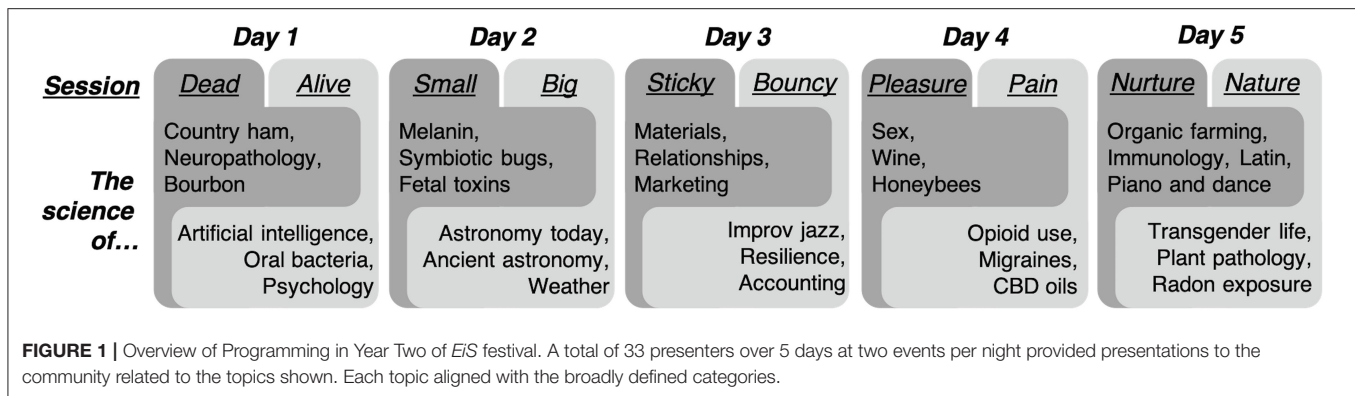 Day 1 Day 2 Day 3 Day 4 Day 5
Session
Dead Alive
Country ham,
Neuropathology,
Bourbon
Artificial intelligence,
Oral bacteria,
Psychology
Small Big
Melanin,
Symbiotic bugs,
Fetal toxins
Astronomy today,
Ancient astronomy,
Weather
Sticky Bouncy
Materials,
Relationships,
Marketing
Improv jazz,
Resilience,
Accounting
Pleasure Pain
Sex,
Wine,
Honeybees
Opioid use,
Migraines,
CBD oils
Nurture Nature
Organic farming,
Immunology, Latin,
Piano and dance
Transgender life,
Plant pathology,
Radon exposure
The
science
of…
FIGURE 1 | Overview of Programming in Year Two of EiS festival. A total of 33 presenters over 5 days at two events per night provided presentations to the
community related to the topics shown. Each topic aligned with the broadly defined categories.